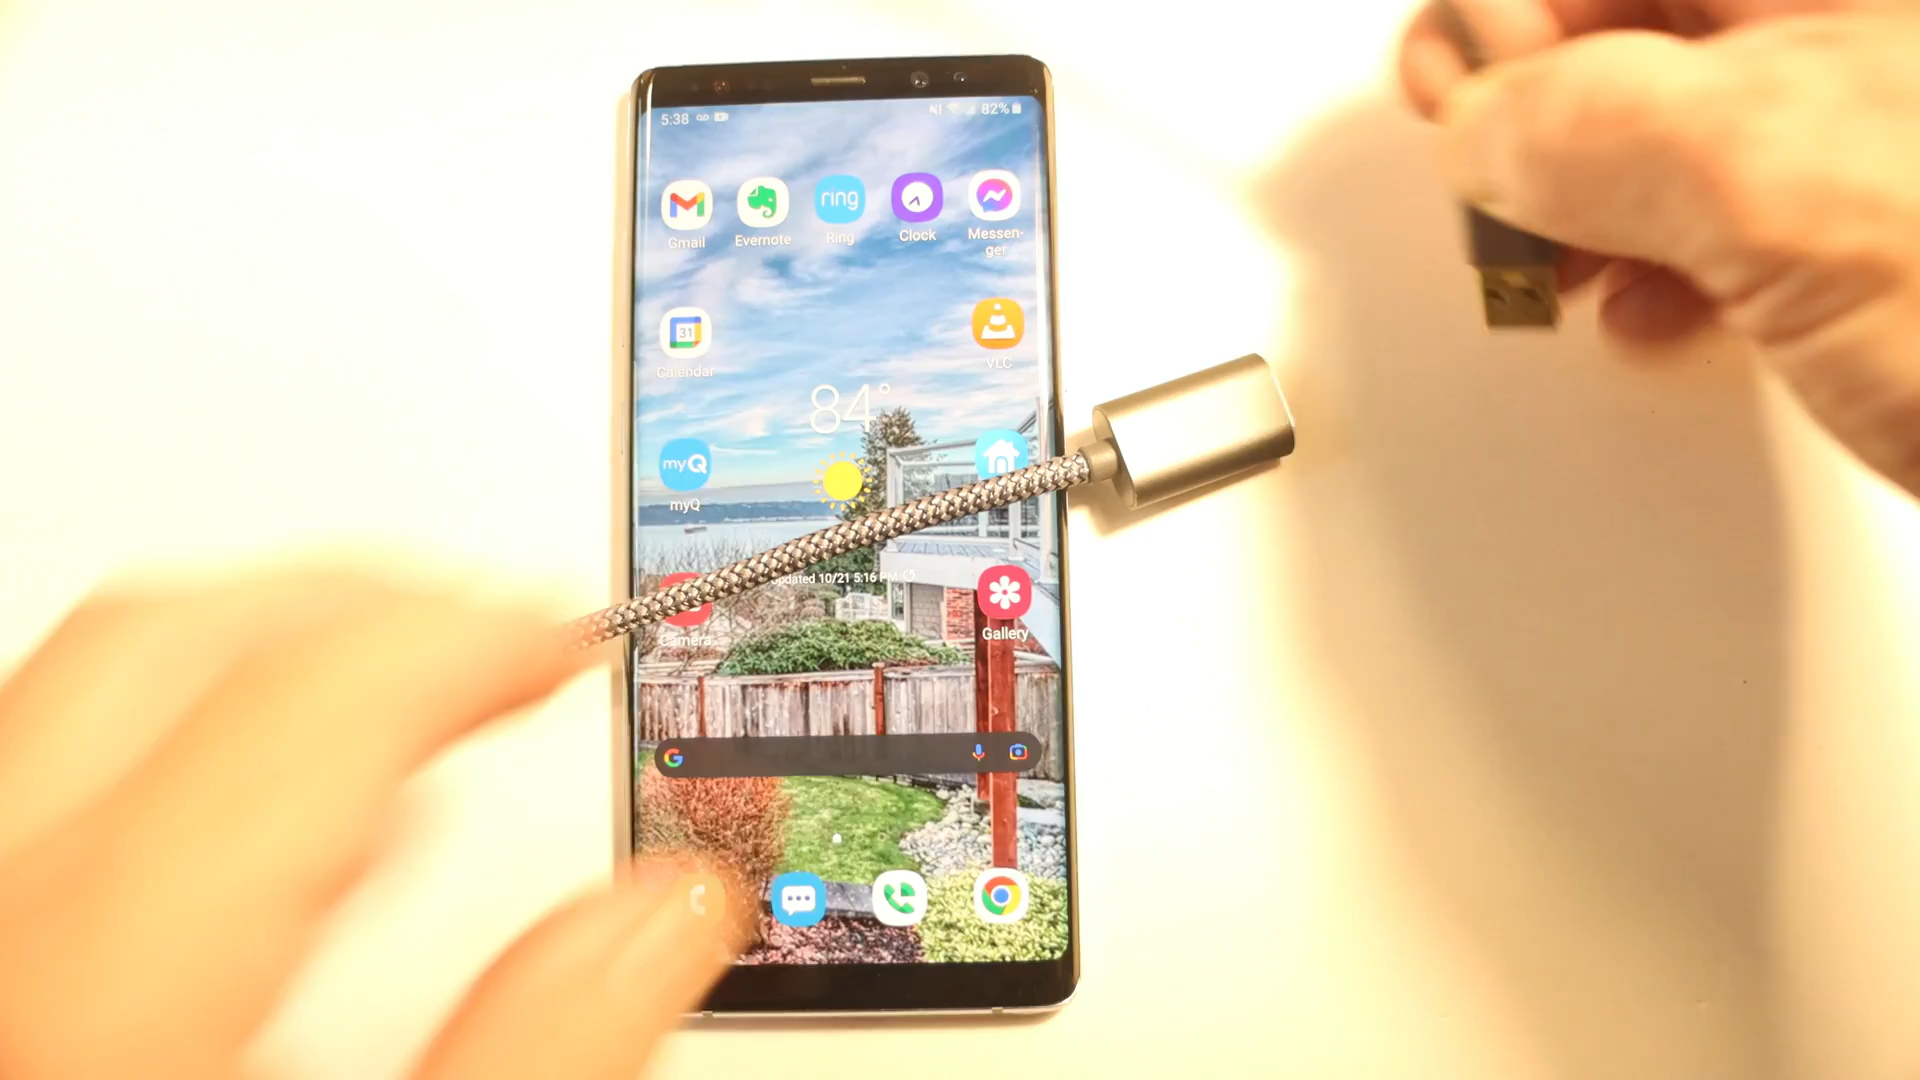 5:38 82%
Gmail Evernote Ring Clock Messen-
ger
ring
31
Calendar VLC
84°
myQ
myQ
Updated 10/21 5:16 PM
Camera Gallery
G